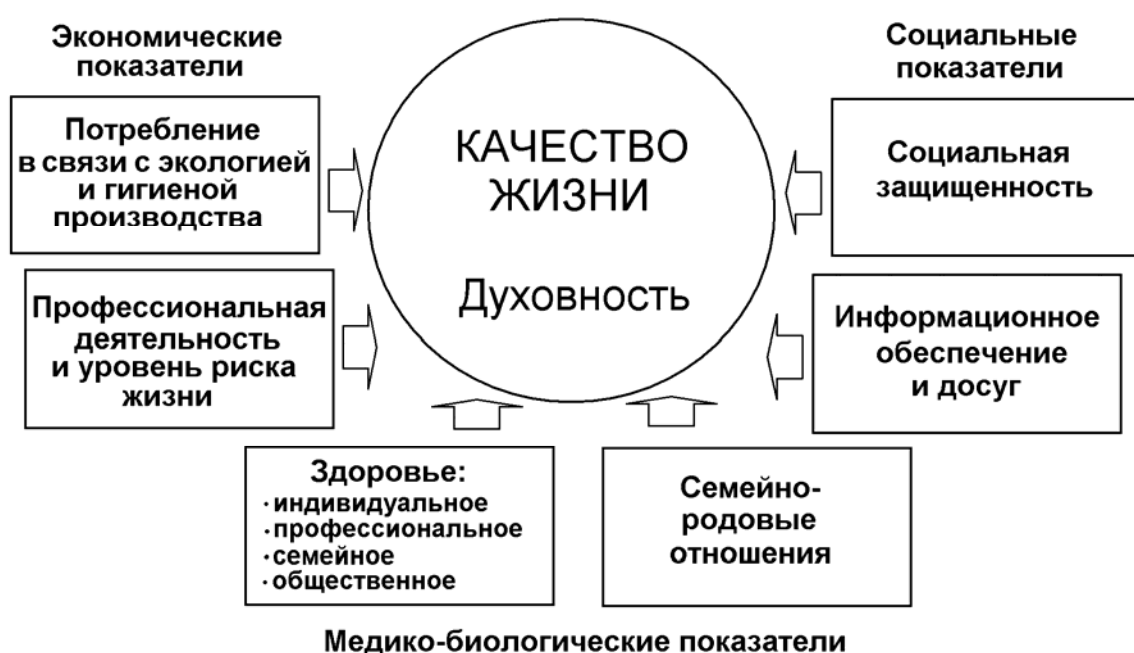 Экономические
показатели
Потребление
в связи с экологией
и гигиеной
производства
Профессиональная
деятельность
и уровень риска
жизни
КАЧЕСТВО
ЖИЗНИ
Духовность
Социальные
показатели
Социальная
защищенность
Информационное
обеспечение
и досуг
Здоровье:
· индивидуальное
· профессиональное
· семейное
· общественное
Семейно-
родовые
отношения
Медико-биологические показатели